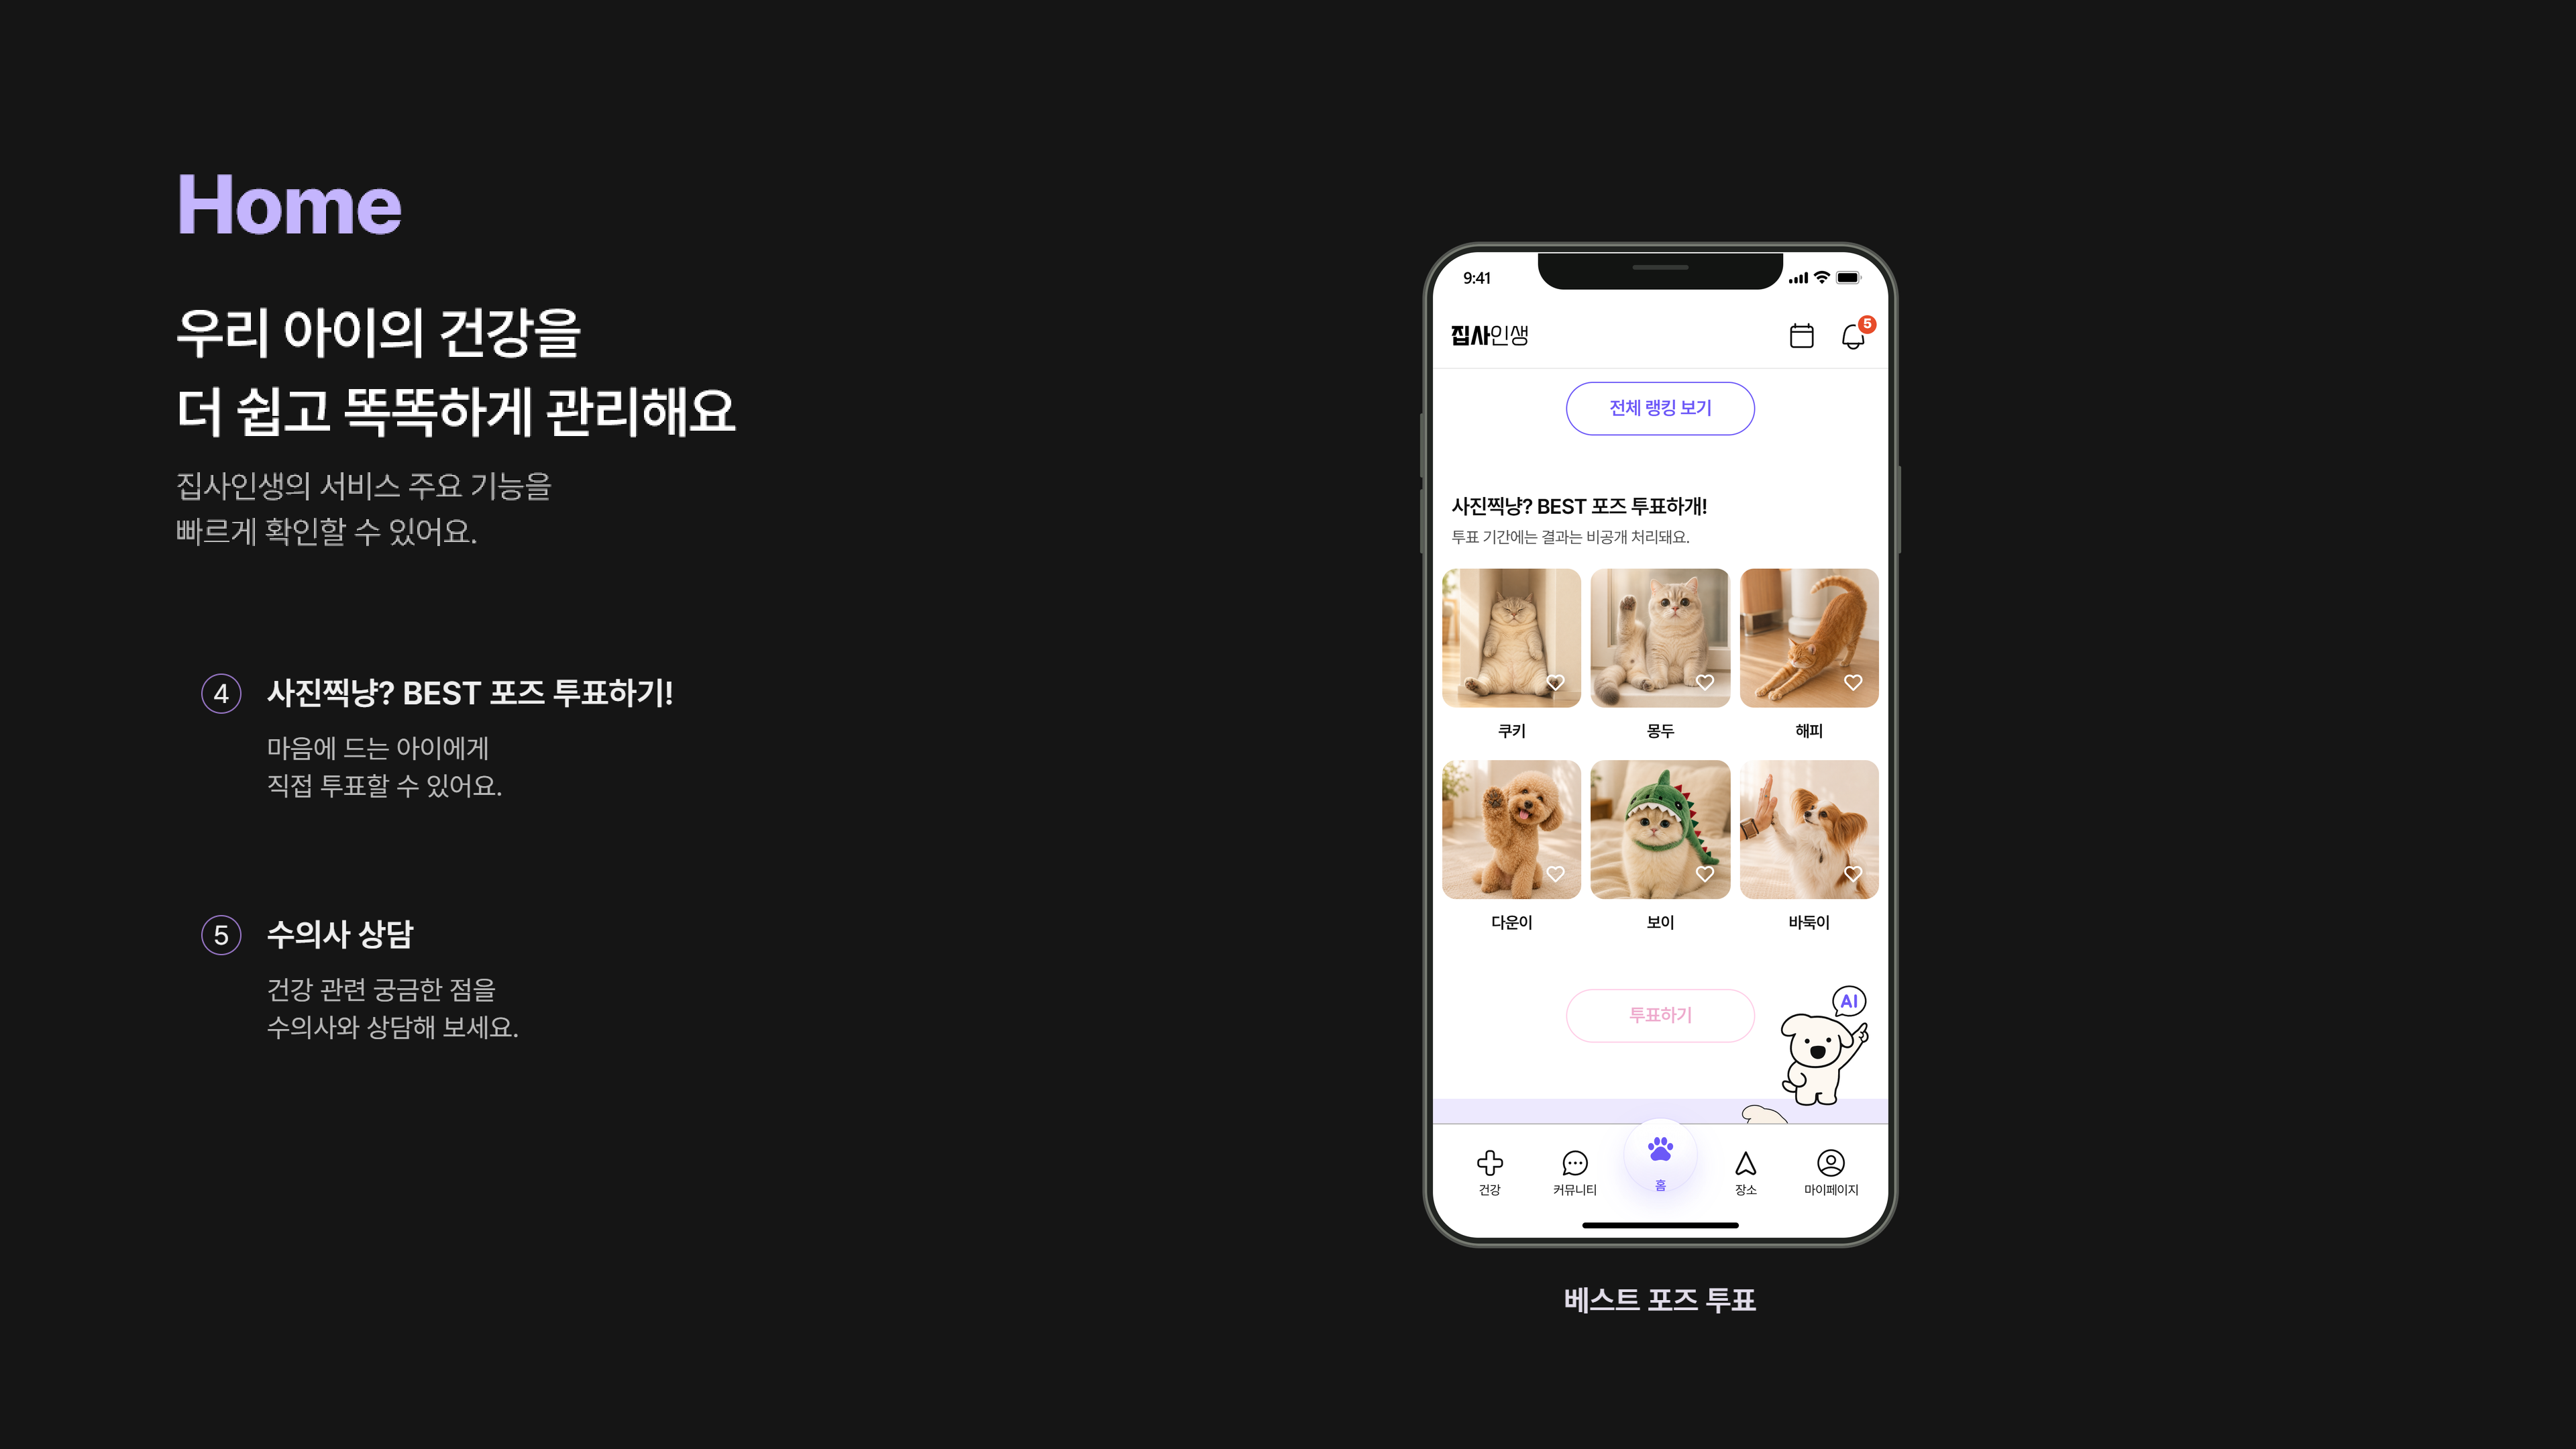 Home
우리 아이의 건강을
더 쉽고 똑똑하게 관리해요
집사인생의 서비스 주요 기능을
빠르게 확인할 수 있어요.
4 사진찍냥? BEST 포즈 투표하기!
마음에 드는 아이에게
직접 투표할 수 있어요.
5 수의사 상담
건강 관련 궁금한 점을
수의사와 상담해 보세요.
9:41
집사인생
5
전체 랭킹 보기
사진찍냥? BEST 포즈 투표하개!
투표 기간에는 결과는 비공개 처리돼요.
쿠키 몽두 해피
다운이 보이 바둑이
AI
투표하기
건강 커뮤니티 홈 장소 마이페이지
베스트 포즈 투표